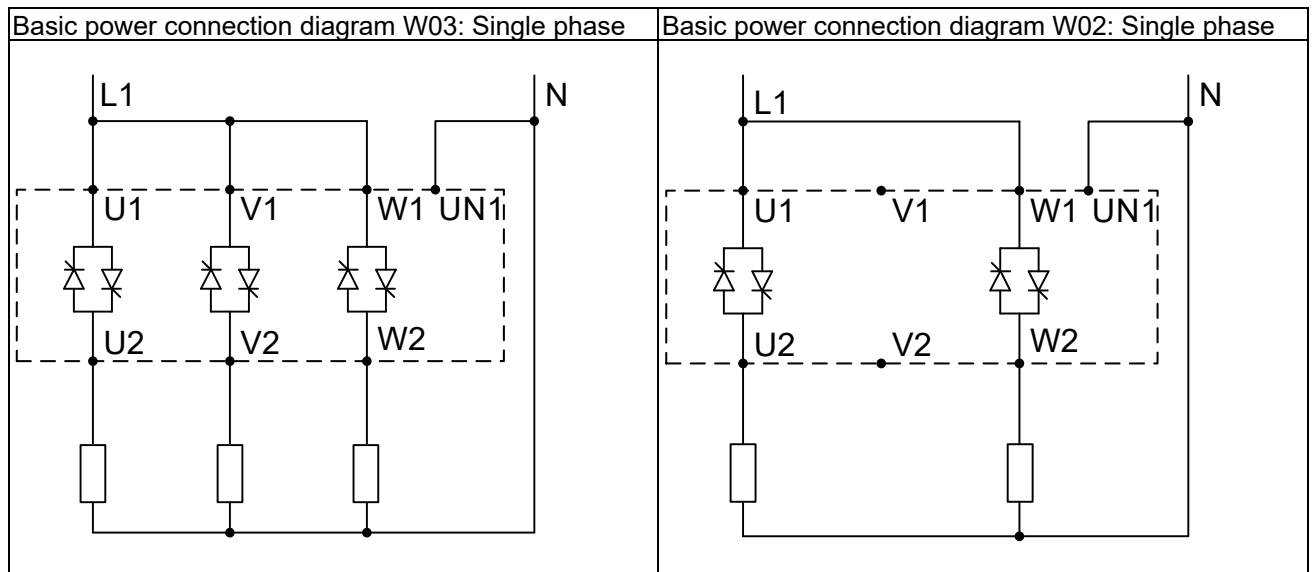 Basic power connection diagram W03: Single phase
L1
N
U1
V1
W1
UN1
U2
V2
W2
Basic power connection diagram W02: Single phase
L1
N
U1
V1
W1
UN1
U2
V2
W2